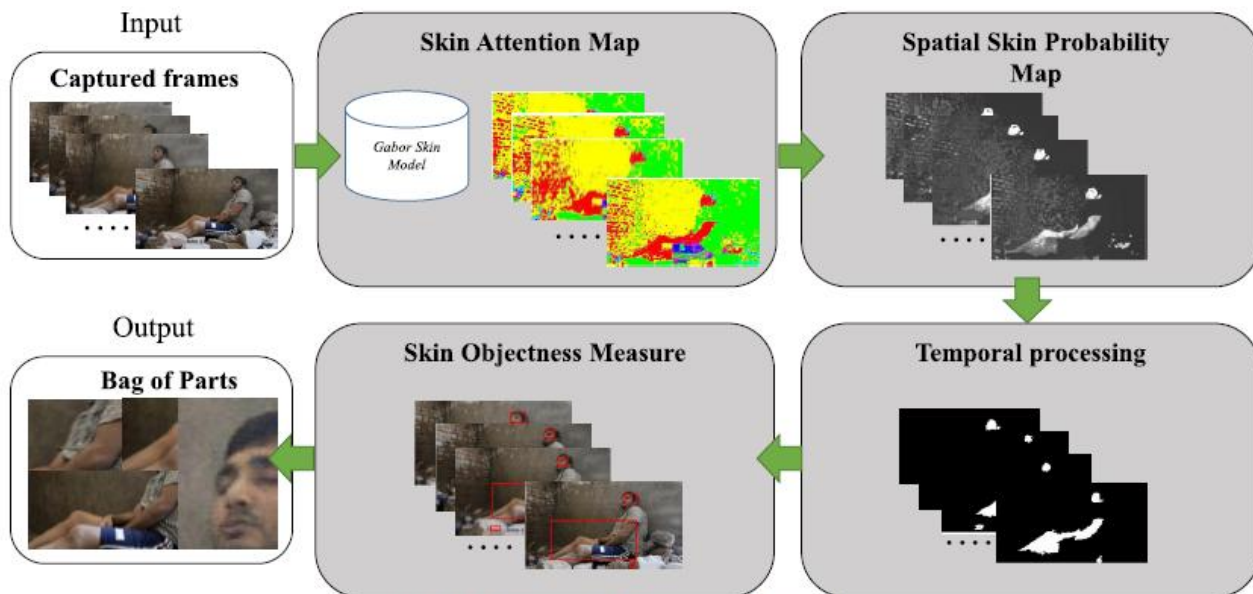 Input
Captured frames
Skin Attention Map
Gabor Skin
Model
Spatial Skin Probability
Map
Output
Bag of Parts
Skin Objectness Measure
Temporal processing